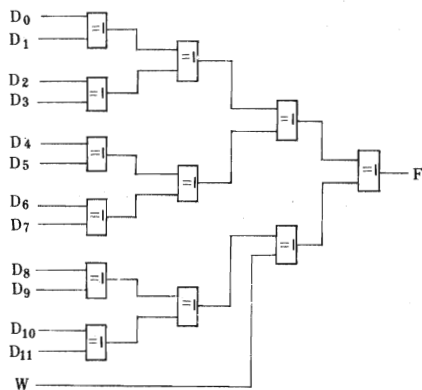 D0
D1
=1
=1
D2
D3
=1
=1
D4
D5
=1
=1
F
D6
D7
=1
=1
=1
D8
D9
=1
=1
D10
D11
=1
W